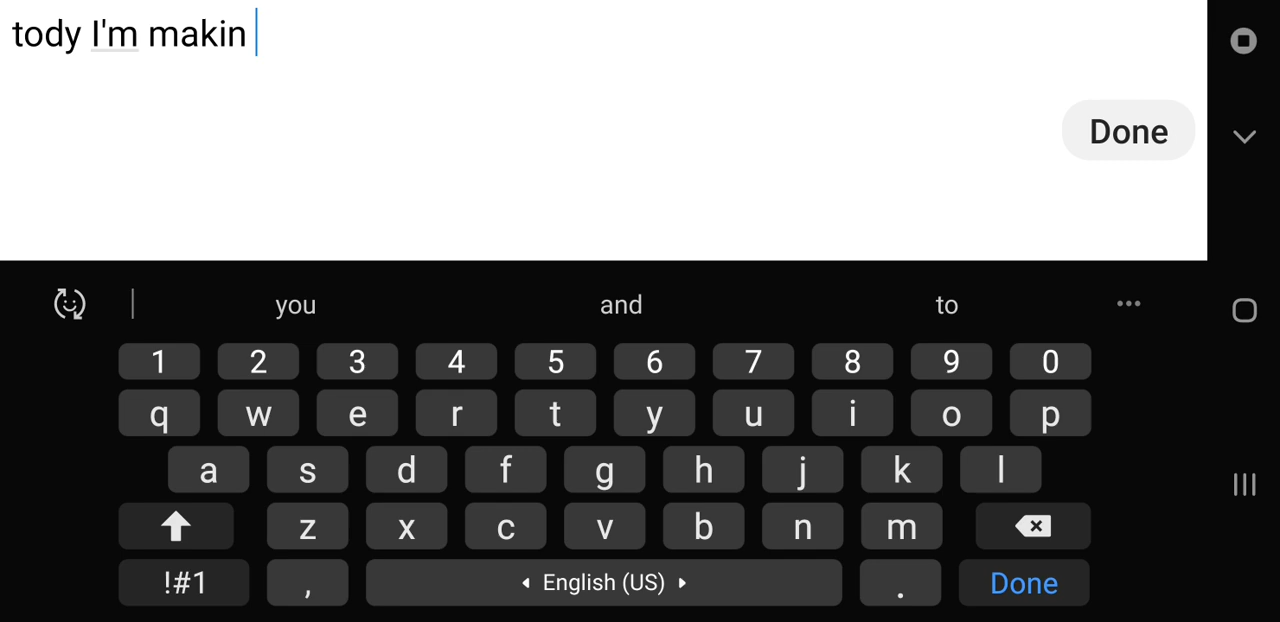 tody I'm makin
Done
you and to
1 2 3 4 5 6 7 8 9 0
q w e r t y u i o p
a s d f g h j k l
z x c v b n m
!#1 , English (US) . Done